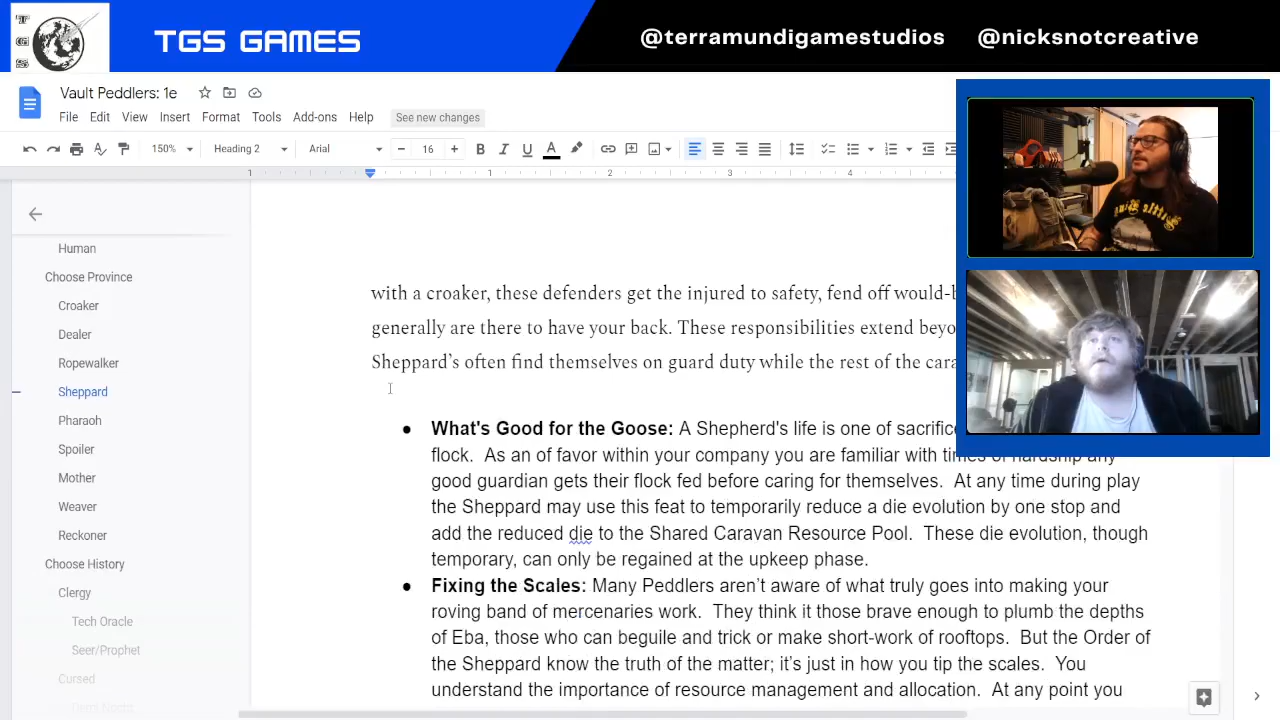 TGS
TGS GAMES
@terramundigamestudios @nicksnotcreative
Vault Peddlers: 1e
File Edit View Insert Format Tools Add-ons Help See new changes
150% Heading 2 Arial 16 B I U A
1 1 2 3 4
Human
Choose Province
Croaker
Dealer
Ropewalker
Sheppard
Pharaoh
Spoiler
Mother
Weaver
Reckoner
Choose History
Clergy
Tech Oracle
Seer/Prophet
Cursed
with a croaker, these defenders get the injured to safety, fend off would-b
generally are there to have your back. These responsibilities extend beyo
Sheppard's often find themselves on guard duty while the rest of the cara
● What's Good for the Goose: A Shepherd's life is one of sacrifice
flock. As an of favor within your company you are familiar with times of hardship any
good guardian gets their flock fed before caring for themselves. At any time during play
the Sheppard may use this feat to temporarily reduce a die evolution by one stop and
add the reduced die to the Shared Caravan Resource Pool. These die evolution, though
temporary, can only be regained at the upkeep phase.
● Fixing the Scales: Many Peddlers aren't aware of what truly goes into making your
roving band of mercenaries work. They think it those brave enough to plumb the depths
of Eba, those who can beguile and trick or make short-work of rooftops. But the Order of
the Sheppard know the truth of the matter; it's just in how you tip the scales. You
understand the importance of resource management and allocation. At any point you